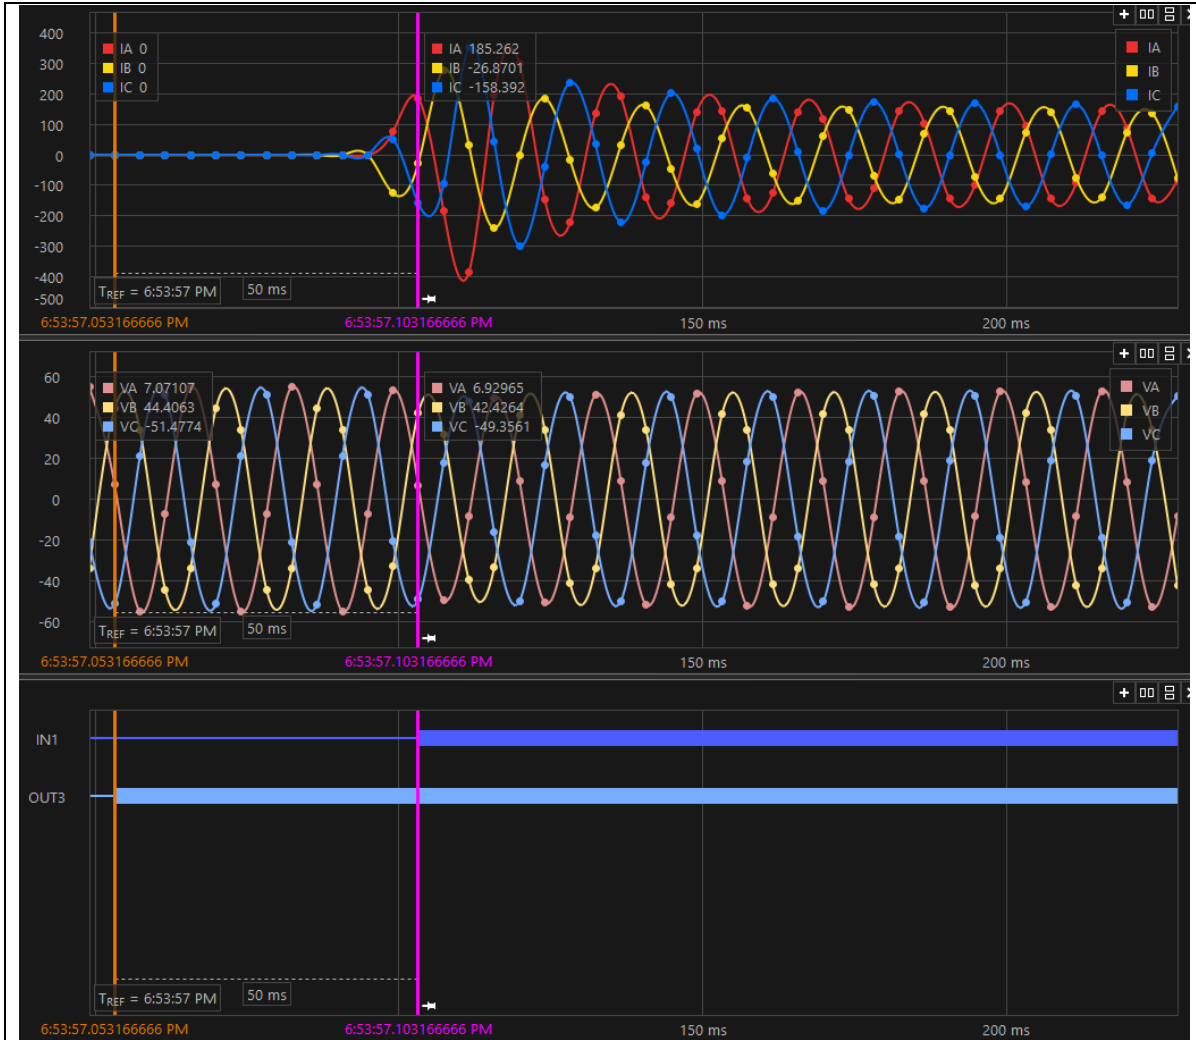 400
300
200
100
0
-100
-200
-300
-400
-500
IA 0
IB 0
IC 0
IA 185.262
IB -26.8701
IC -158.392
IA
IB
IC
TREF = 6:53:57 PM
50 ms
6:53:57.053166666 PM
6:53:57.103166666 PM
150 ms
200 ms
60
40
20
0
-20
-40
-60
VA 7.07107
VB 44.4063
VC -51.4774
VA 6.92965
VB 42.4264
VC -49.3561
VA
VB
VC
TREF = 6:53:57 PM
50 ms
6:53:57.053166666 PM
6:53:57.103166666 PM
150 ms
200 ms
IN1
OUT3
TREF = 6:53:57 PM
50 ms
6:53:57.053166666 PM
6:53:57.103166666 PM
150 ms
200 ms